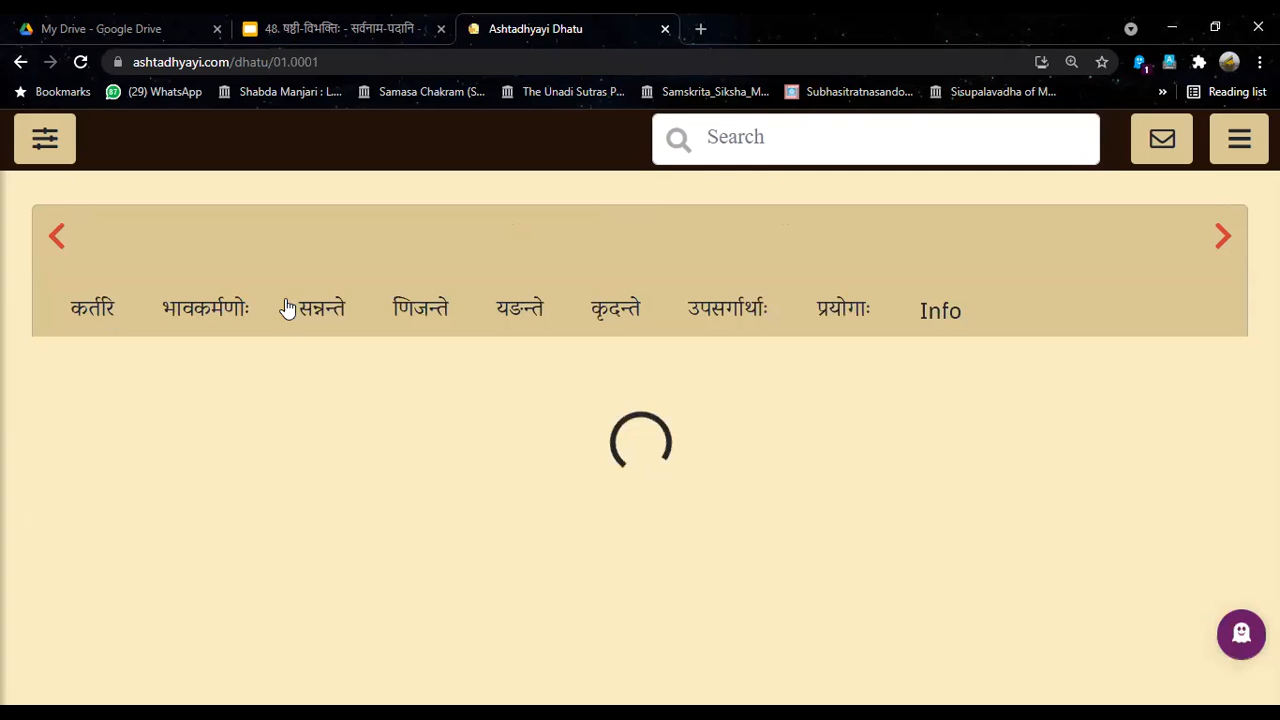 My Drive - Google Drive
48. षष्ठी-विभक्तिः - सर्वनाम-पदानि -
Ashtadhyayi Dhatu
ashtadhyayi.com/dhatu/01.0001
1
Bookmarks
87
(29) WhatsApp
Shabda Manjari : L...
Samasa Chakram (S...
The Unadi Sutras P...
Samskrita_Siksha_M...
Subhasitratnasando...
Sisupalavadha of M...
»
Reading list
Search
कर्तरि
भावकर्मणोः
सन्नन्ते
णिजन्ते
यङन्ते
कृदन्ते
उपसर्गार्थाः
प्रयोगाः
Info